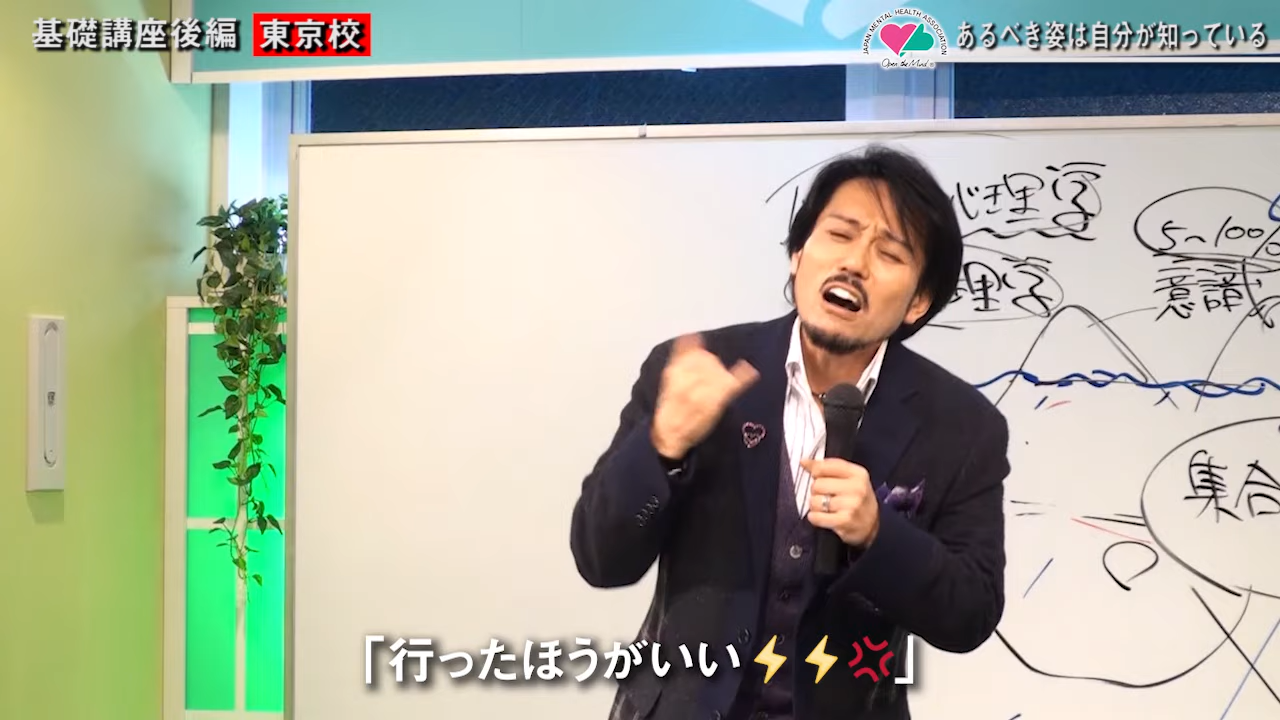 基礎講座後編 東京校
JAPAN MENTAL HEALTH ASSOCIATION
Open the Mind
あるべき姿は自分が知っている
心理学
理学
5~100%
意識
集合
「行ったほうがいい⚡⚡💢」